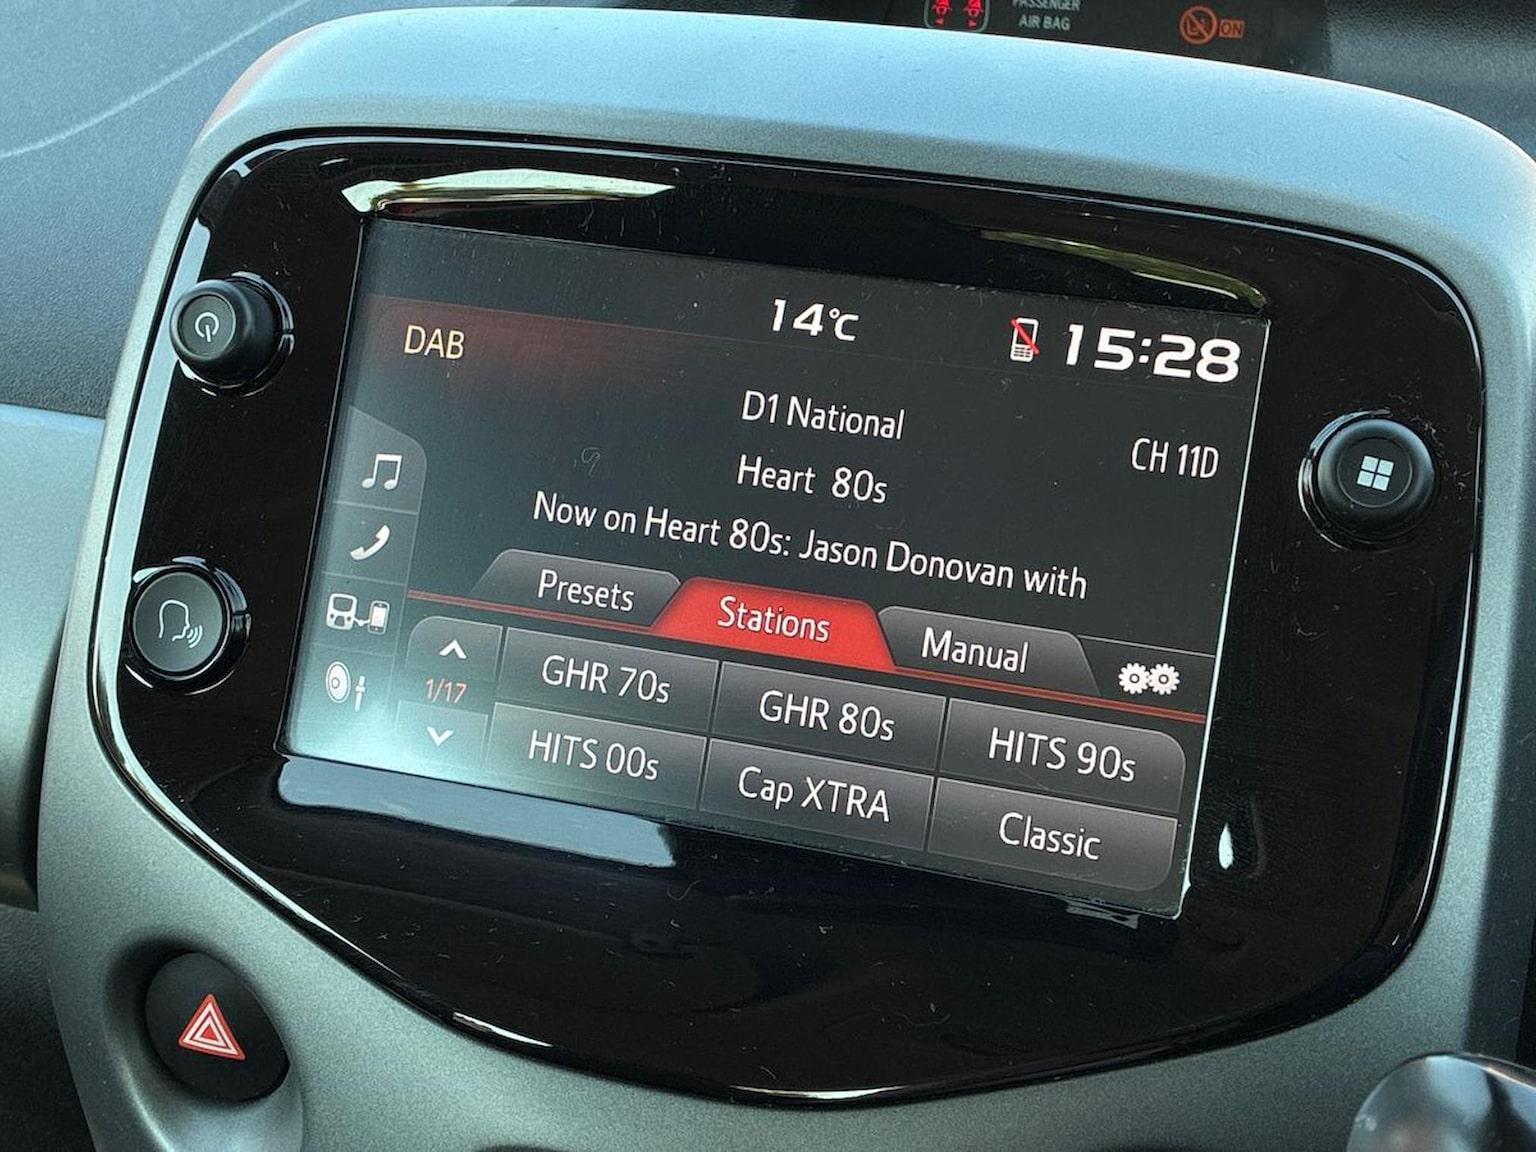 PASSENGER
AIR BAG
ON
14°C
15:28
DAB
D1 National
CH 11D
Heart 80s
Now on Heart 80s: Jason Donovan with
Presets
Stations
Manual
1/17
GHR 70s
GHR 80s
HITS 90s
HITS 00s
Cap XTRA
Classic